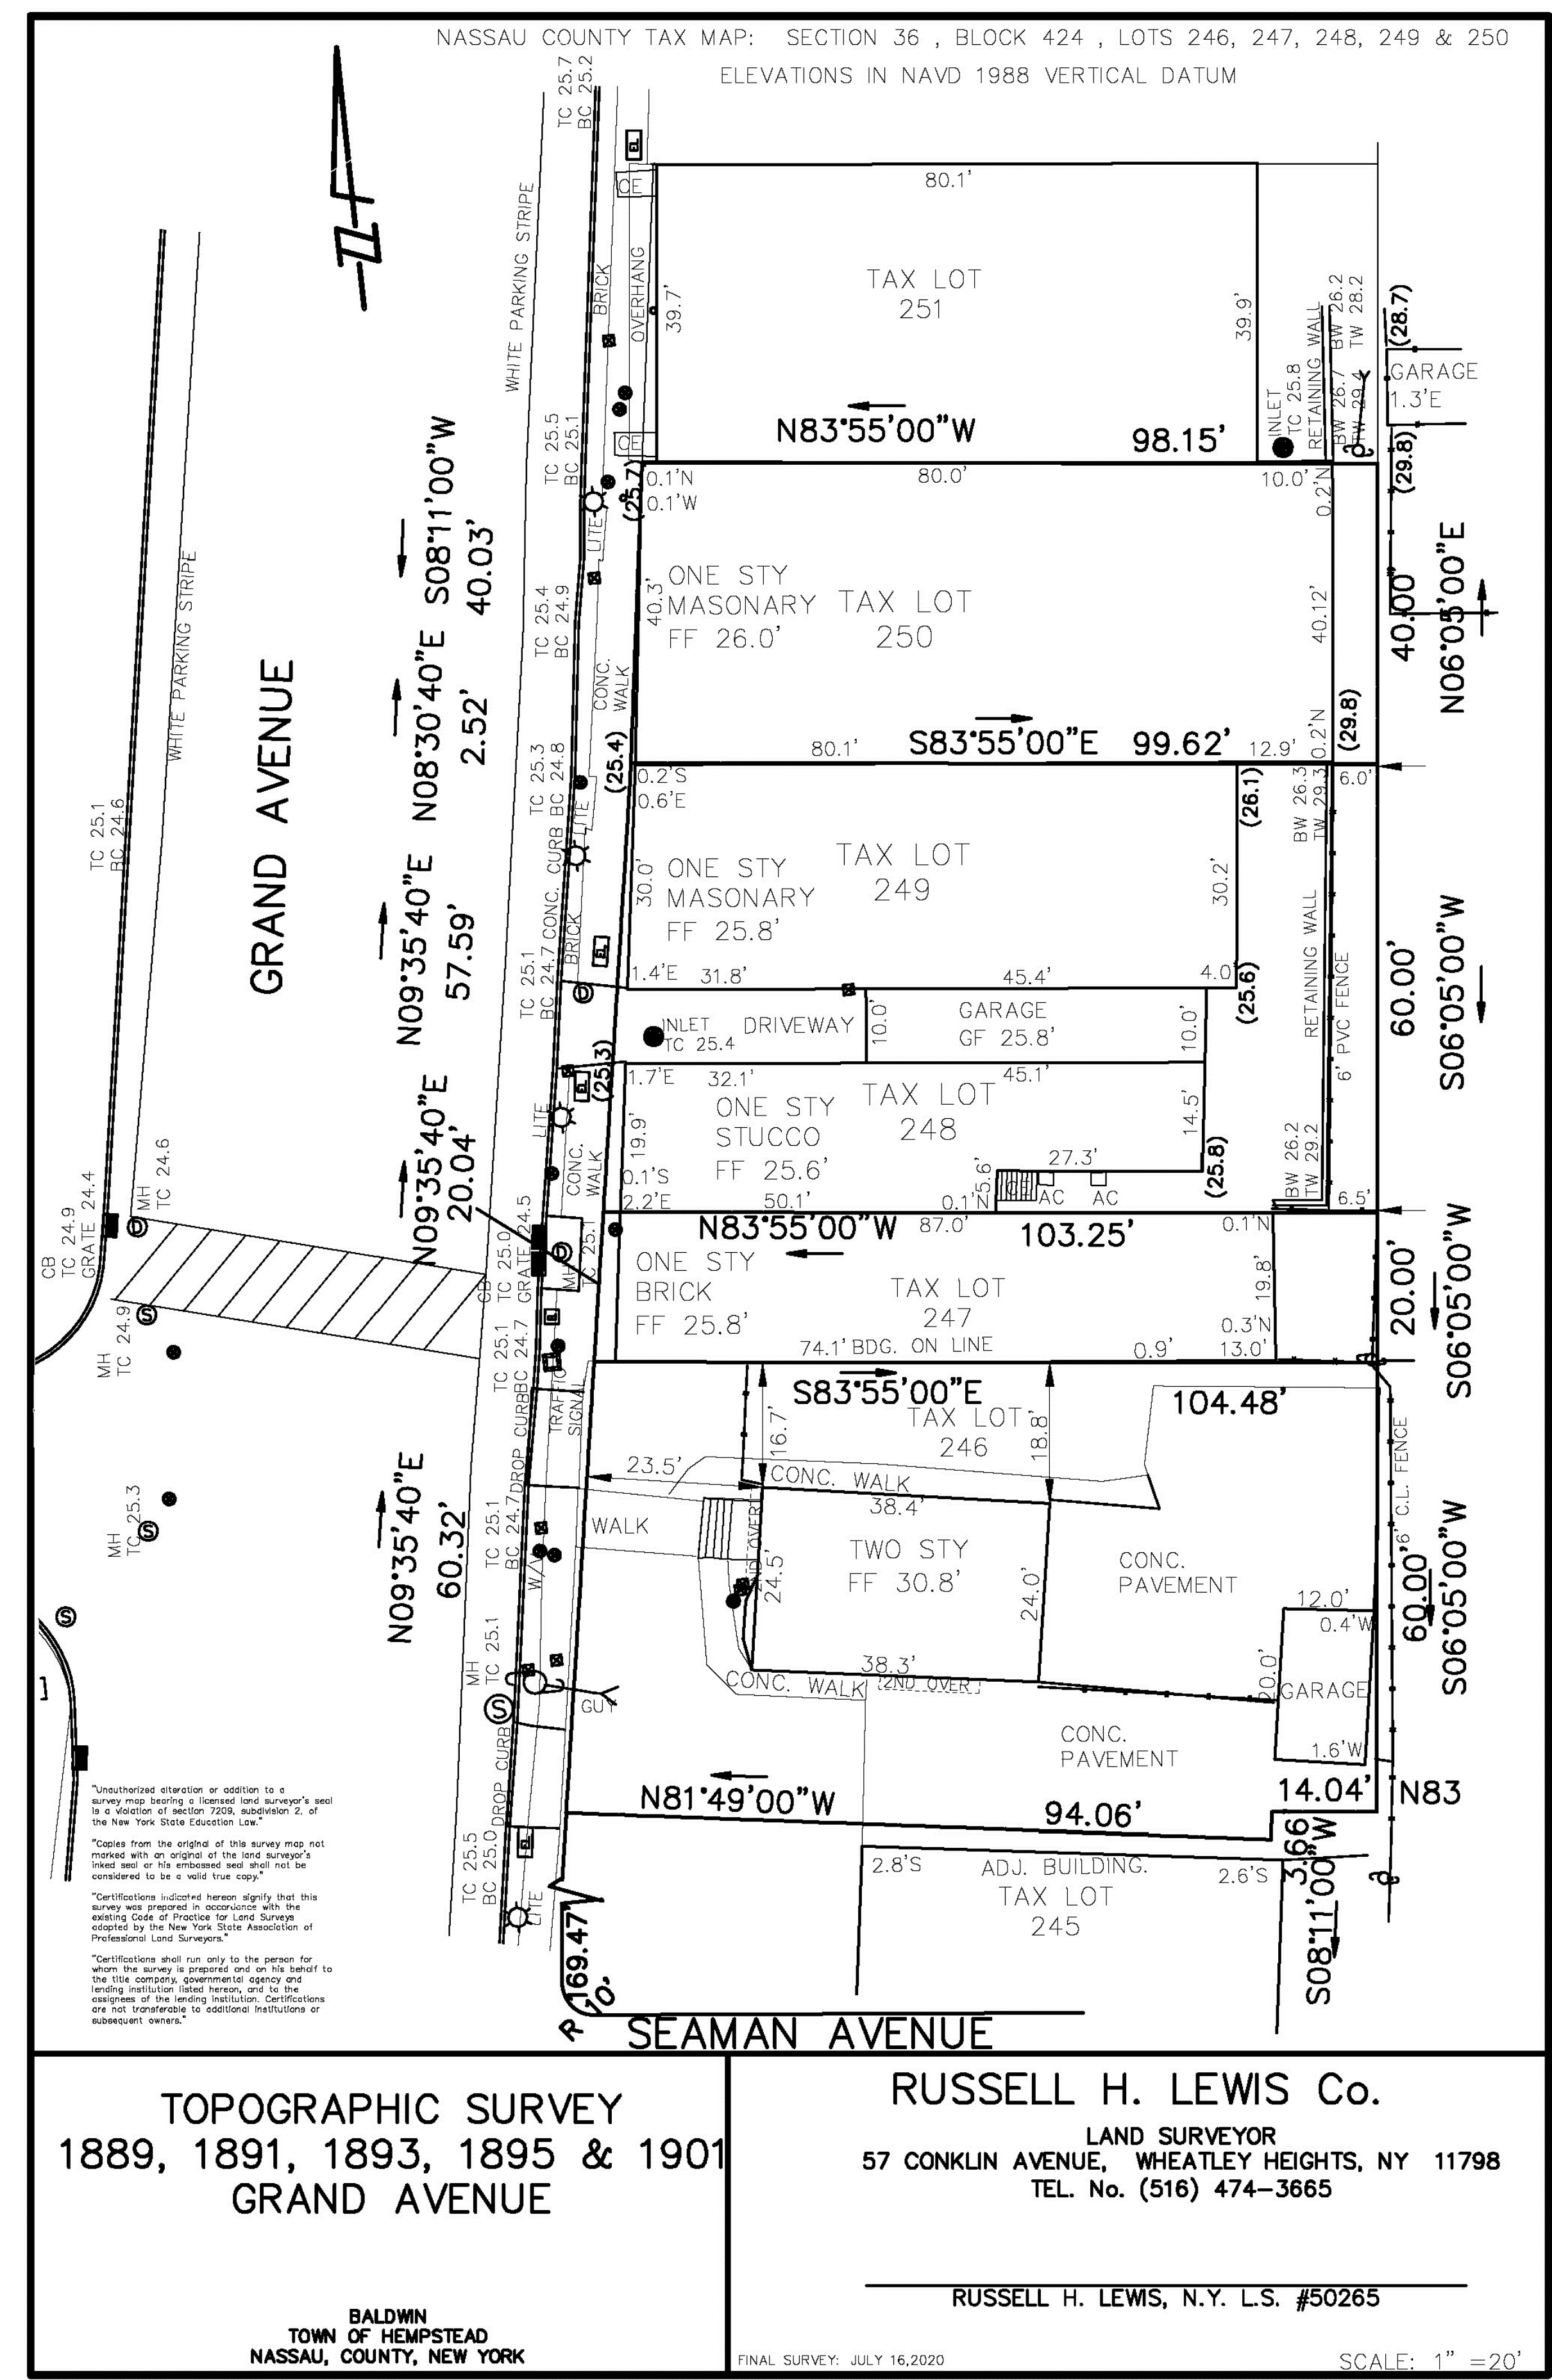 NASSAU COUNTY TAX MAP: SECTION 36 , BLOCK 424 , LOTS 246, 247, 248, 249 & 250
ELEVATIONS IN NAVD 1988 VERTICAL DATUM
TC 25.7
BC 25.2
EL
OE
80.1'
WHITE PARKING STRIPE
BRICK
OVERHANG
39.7'
TAX LOT
251
39.9'
INLET
TC 25.8
RETAINING WALL
BW 26.2
TW 28.2
BW 26.7
TW 29.4
(28.7)
GARAGE
1.3'E
(29.8)
N83°55'00"W
98.15'
TC 25.5
BC 25.1
OE
(25.7)
0.1'N
0.1'W
80.0'
10.0'
0.2'N
LITE
S08°11'00"W
40.03'
TC 25.4
BC 24.9
40.3'
ONE STY
MASONARY
FF 26.0'
TAX LOT
250
40.12'
40.00'
N06°05'00"E
WHITE PARKING STRIPE
GRAND AVENUE
N08°30'40"E
2.52'
CONC.
WALK
(25.4)
80.1'
S83°55'00"E
99.62'
12.9'
0.2'N
(29.8)
TC 25.3
BC 24.8
0.2'S
0.6'E
(26.1)
BW 26.3
TW 29.3
6.0'
TC 25.1
BC 24.6
CONC. CURB
LITE
30.0'
ONE STY
MASONARY
FF 25.8'
TAX LOT
249
30.2'
RETAINING WALL
6' PVC FENCE
60.00'
S06°05'00"W
N09°35'40"E
57.59'
TC 25.1
BC 24.7
BRICK
EL
1.4'E
31.8'
45.4'
4.0'
(25.6)
D
INLET
TC 25.4
DRIVEWAY
10.0'
GARAGE
GF 25.8'
10.0'
(25.3)
EL
1.7'E
32.1'
45.1'
LITE
19.9'
ONE STY
STUCCO
FF 25.6'
TAX LOT
248
14.5'
(25.8)
BW 26.2
TW 29.2
CONC.
WALK
0.1'S
2.2'E
50.1'
0.1'N
5.6'
27.3'
AC
AC
6.5'
N09°35'40"E
20.04'
MH
TC 24.6
CB
TC 24.9
GRATE 24.4
D
CB
TC 25.0
GRATE 24.5
D
MH
TC 25.1
N83°55'00"W
87.0'
103.25'
0.1'N
ONE STY
BRICK
FF 25.8'
TAX LOT
247
19.8'
0.3'N
74.1'
BDG. ON LINE
0.9'
13.0'
20.00'
S06°05'00"W
MH
TC 24.9
S
TC 25.1
BC 24.7
DROP CURB
TRAFFIC
SIGNAL
S83°55'00"E
104.48'
TAX LOT
246
16.7'
18.8'
23.5'
CONC. WALK
38.4'
6' C.L. FENCE
MH
TC 25.3
S
TC 25.1
BC 24.7
WALK
2ND OVER
24.5'
TWO STY
FF 30.8'
24.0'
CONC.
PAVEMENT
12.0'
0.4'W
60.00'
S06°05'00"W
N09°35'40"E
60.32'
W/V
S
MH
TC 25.1
S
GUY
38.3'
CONC. WALK
2ND OVER.
20.0'
GARAGE
1.6'W
CONC.
PAVEMENT
DROP CURB
N81°49'00"W
94.06'
14.04'
N83
3.66
S08°11'00"W
TC 25.5
BC 25.0
EL
LITE
2.8'S
ADJ. BUILDING.
2.6'S
TAX LOT
245
169.47'
R 10'
SEAMAN AVENUE
"Unauthorized alteration or addition to a
survey map bearing a licensed land surveyor's seal
is a violation of section 7209, subdivision 2, of
the New York State Education Law."
"Copies from the original of this survey map not
marked with an original of the land surveyor's
inked seal or his embossed seal shall not be
considered to be a valid true copy."
"Certifications indicated hereon signify that this
survey was prepared in accordance with the
existing Code of Practice for Land Surveys
adopted by the New York State Association of
Professional Land Surveyors."
"Certifications shall run only to the person for
whom the survey is prepared and on his behalf to
the title company, governmental agency and
lending institution listed hereon, and to the
assignees of the lending institution. Certifications
are not transferable to additional institutions or
subsequent owners."
TOPOGRAPHIC SURVEY
1889, 1891, 1893, 1895 & 1901
GRAND AVENUE
BALDWIN
TOWN OF HEMPSTEAD
NASSAU, COUNTY, NEW YORK
RUSSELL H. LEWIS Co.
LAND SURVEYOR
57 CONKLIN AVENUE, WHEATLEY HEIGHTS, NY 11798
TEL. No. (516) 474-3665
RUSSELL H. LEWIS, N.Y. L.S. #50265
FINAL SURVEY: JULY 16,2020
SCALE: 1" =20'